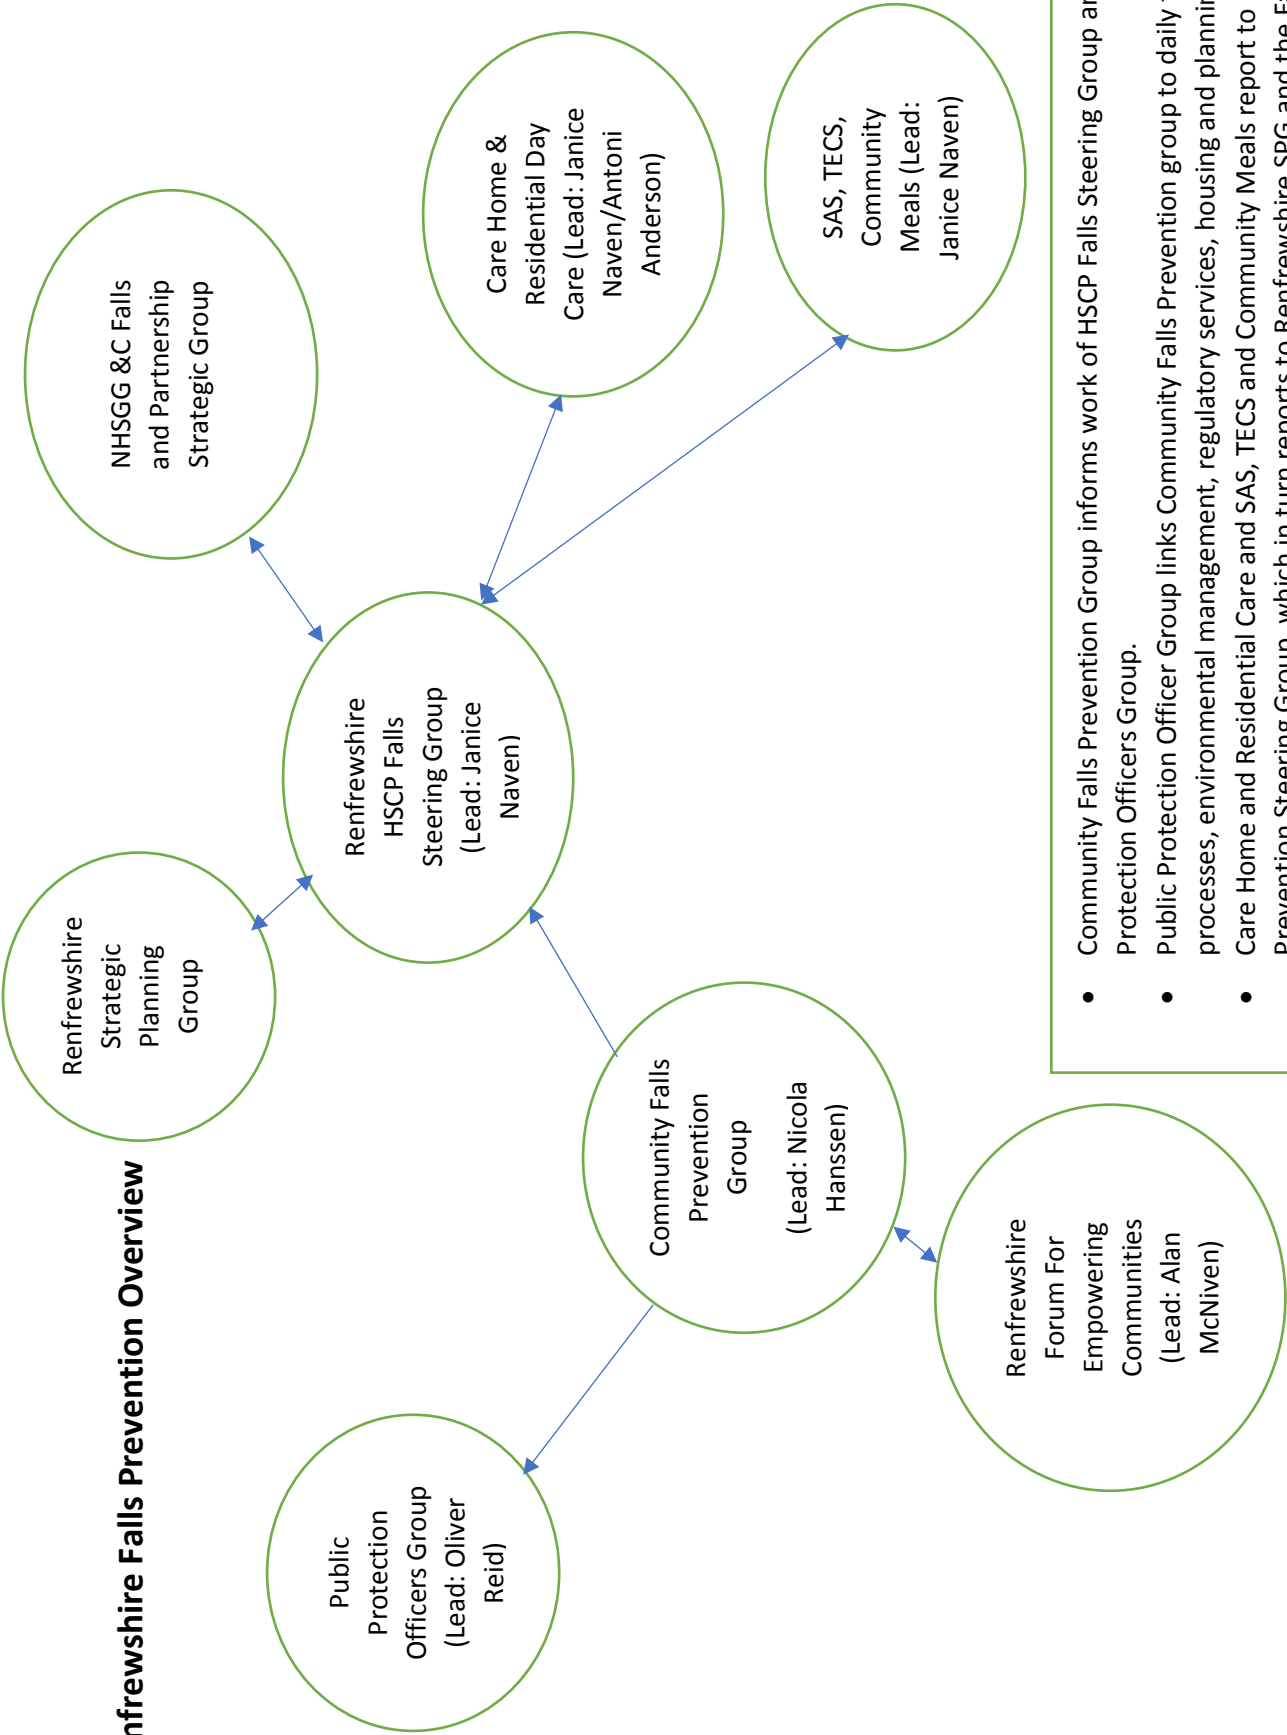 nfrewshire Falls Prevention Overview
Renfrewshire
Strategic
Planning
Group
NHSGG &C Falls
and Partnership
Strategic Group
Public
Protection
Officers Group
(Lead: Oliver
Reid)
Renfrewshire
HSCP Falls
Steering Group
(Lead: Janice
Naven)
Care Home &
Residential Day
Care (Lead: Janice
Naven/Antoni
Anderson)
Community Falls
Prevention
Group
(Lead: Nicola
Hanssen)
SAS, TECS,
Community
Meals (Lead:
Janice Naven)
Renfrewshire
Forum For
Empowering
Communities
(Lead: Alan
McNiven)
• Community Falls Prevention Group informs work of HSCP Falls Steering Group
Protection Officers Group.
• Public Protection Officer Group links Community Falls Prevention group to daily
processes, environmental management, regulatory services, housing and
• Care Home and Residential Care and SAS, TECS and Community Meals report to
Prevention Steering Group, which in turn reports to Renfrewshire SPG and the